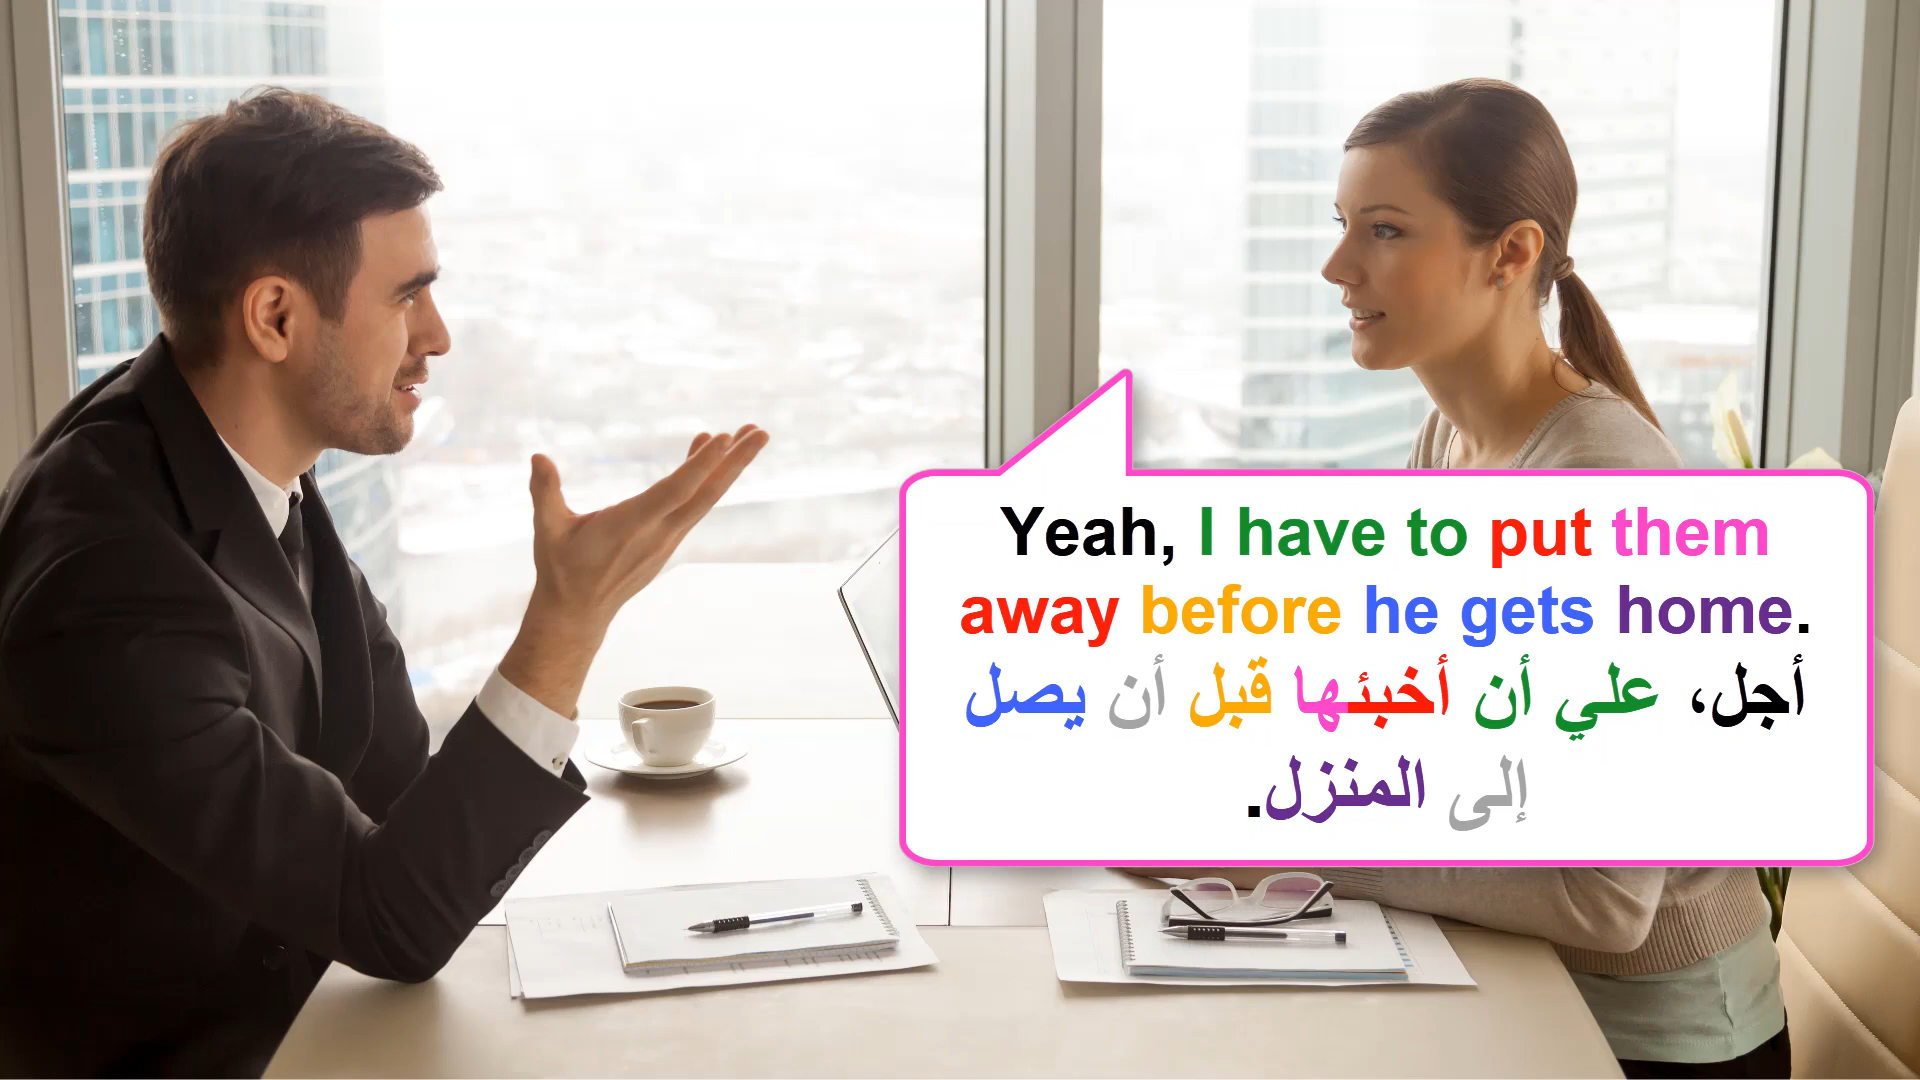 Yeah, I have to put them
away before he gets home.
أجل، علي أن أخبئها قبل أن يصل
إلى المنزل.